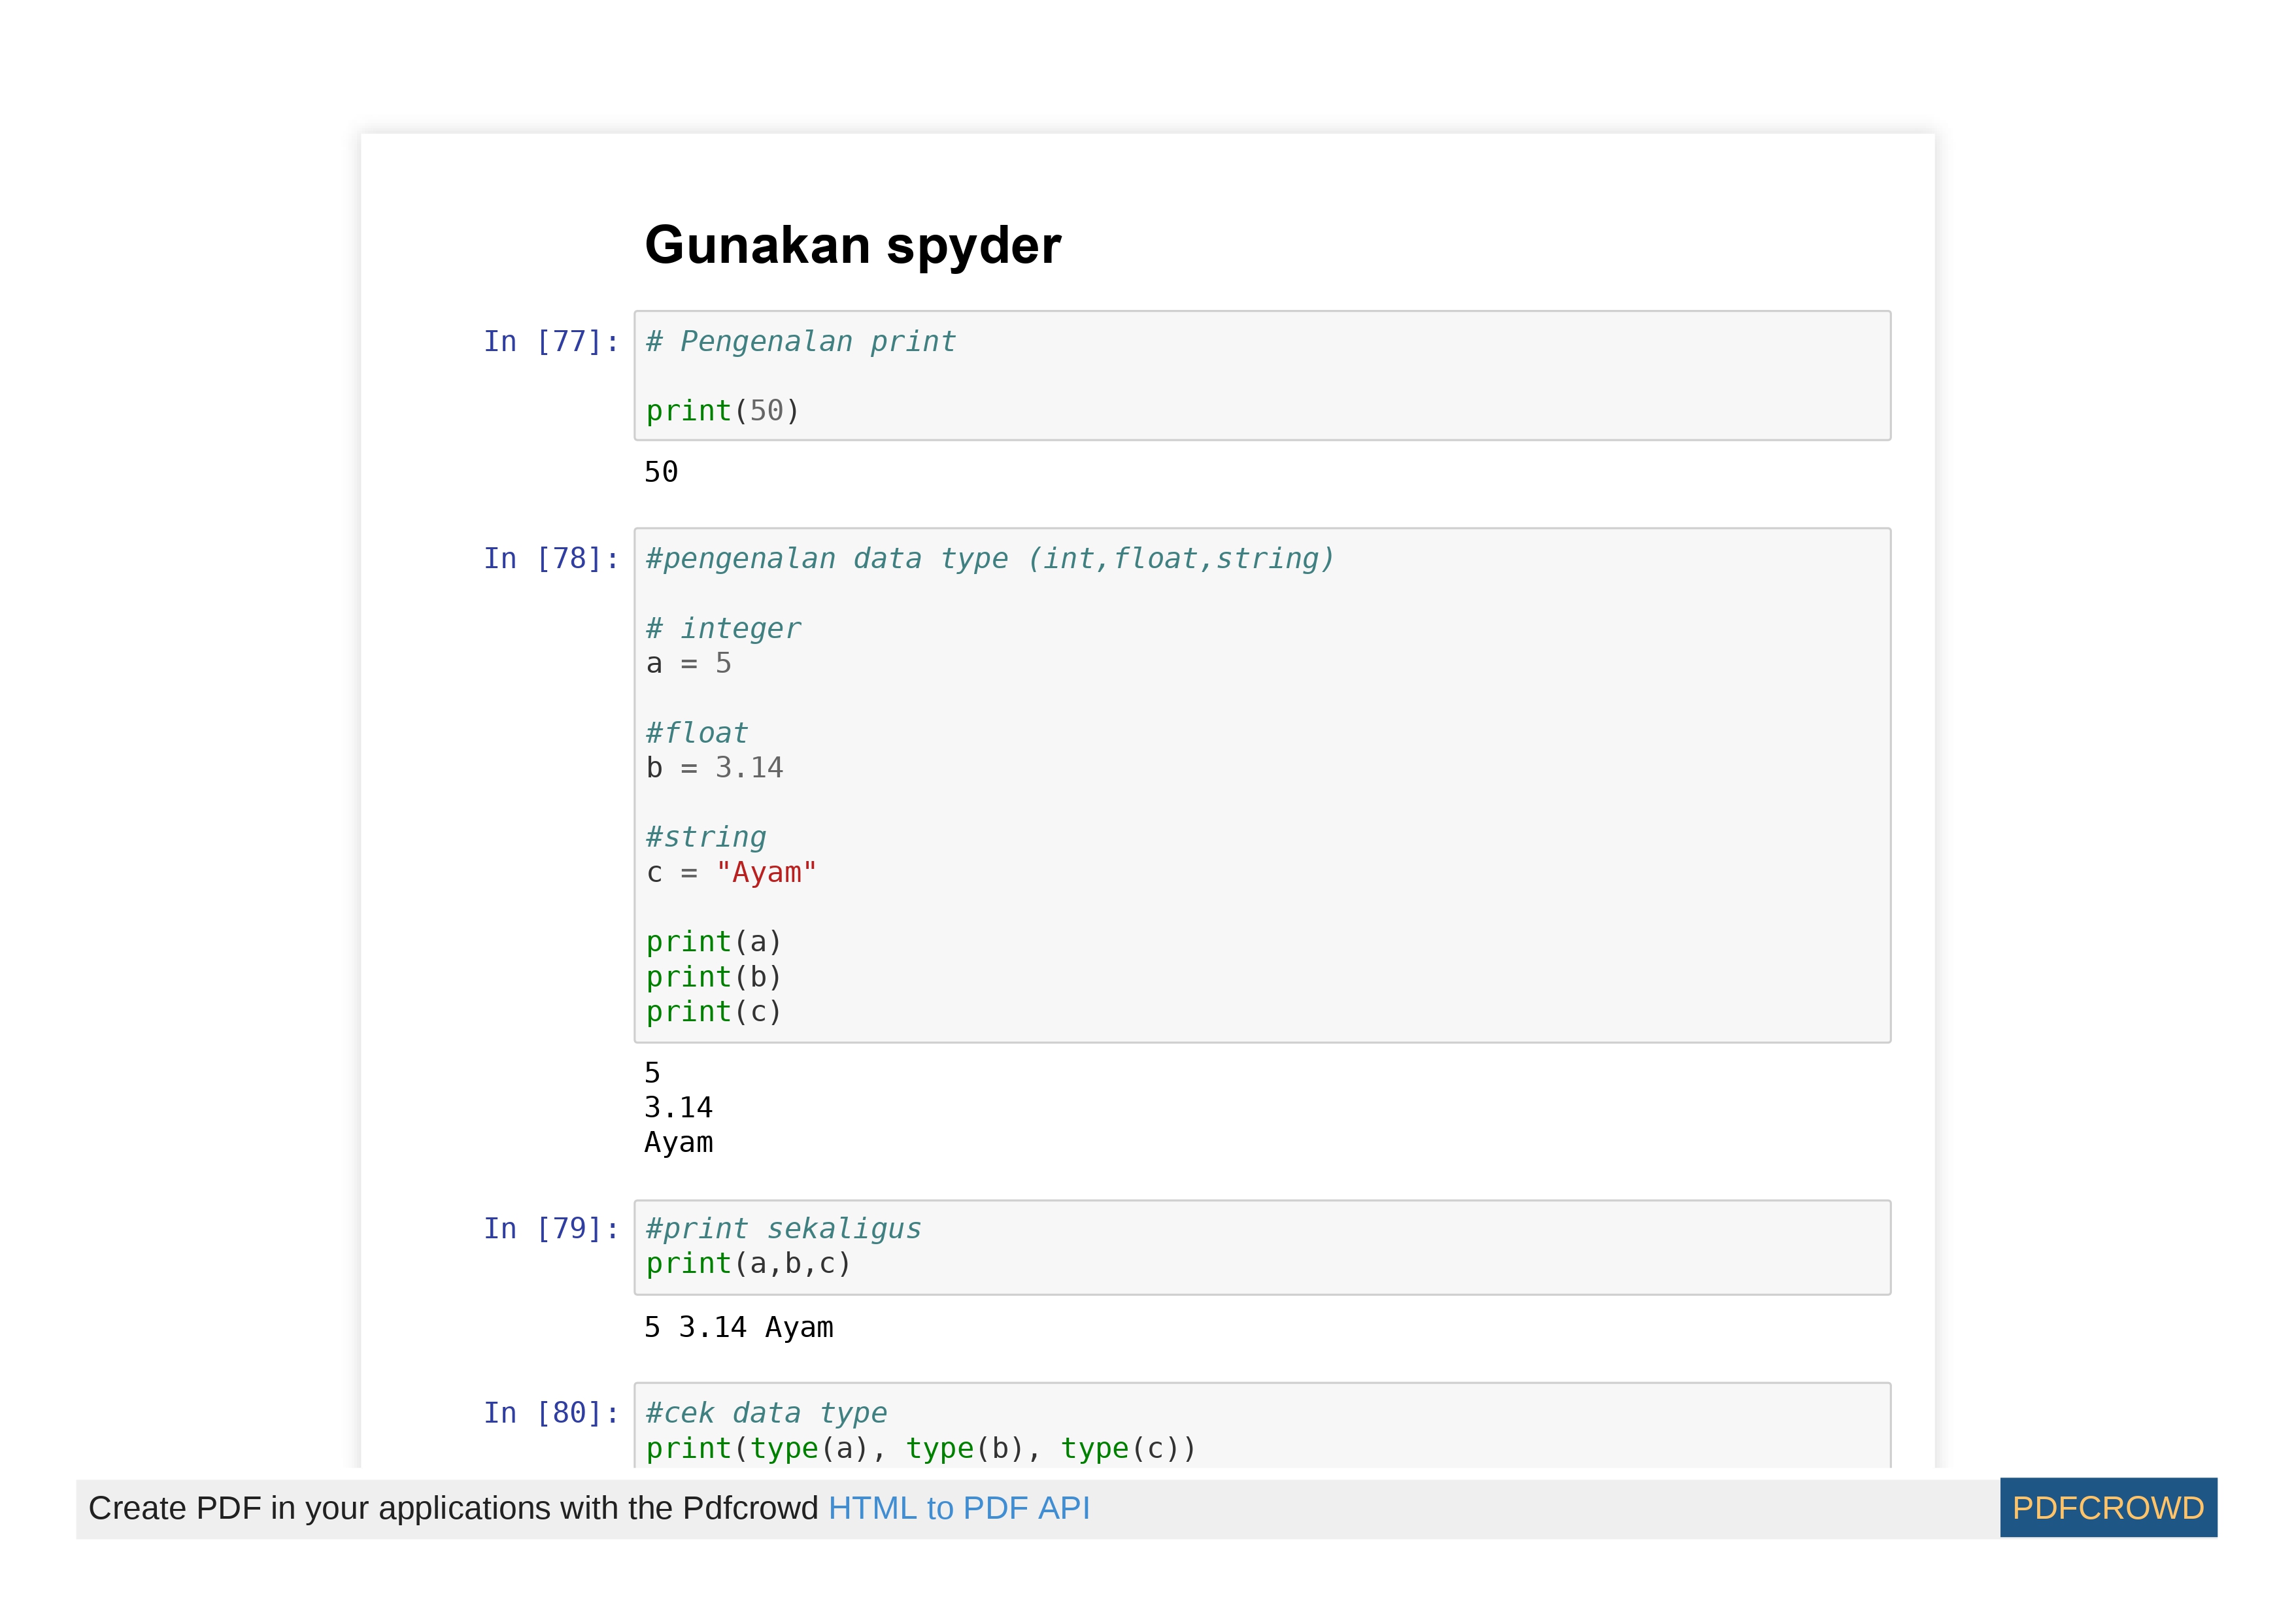 Gunakan spyder
In [77]:
# Pengenalan print
print(50)
50
In [78]:
#pengenalan data type (int,float,string)
# integer
a = 5
#float
b = 3.14
#string
c = "Ayam"
print(a)
print(b)
print(c)
5
3.14
Ayam
In [79]:
#print sekaligus
print(a,b,c)
5 3.14 Ayam
In [80]:
#cek data type
print(type(a), type(b), type(c))
Create PDF in your applications with the Pdfcrowd HTML to PDF API
PDFCROWD